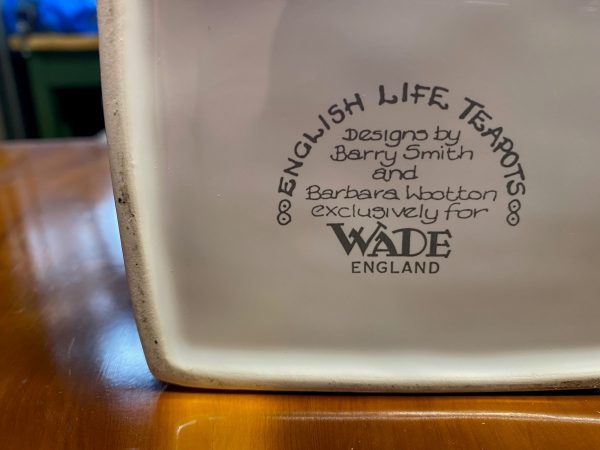 ENGLISH LIFE TEAPOTS
Designs by
Barry Smith
and
Barbara Wootton
exclusively for
WADE
ENGLAND